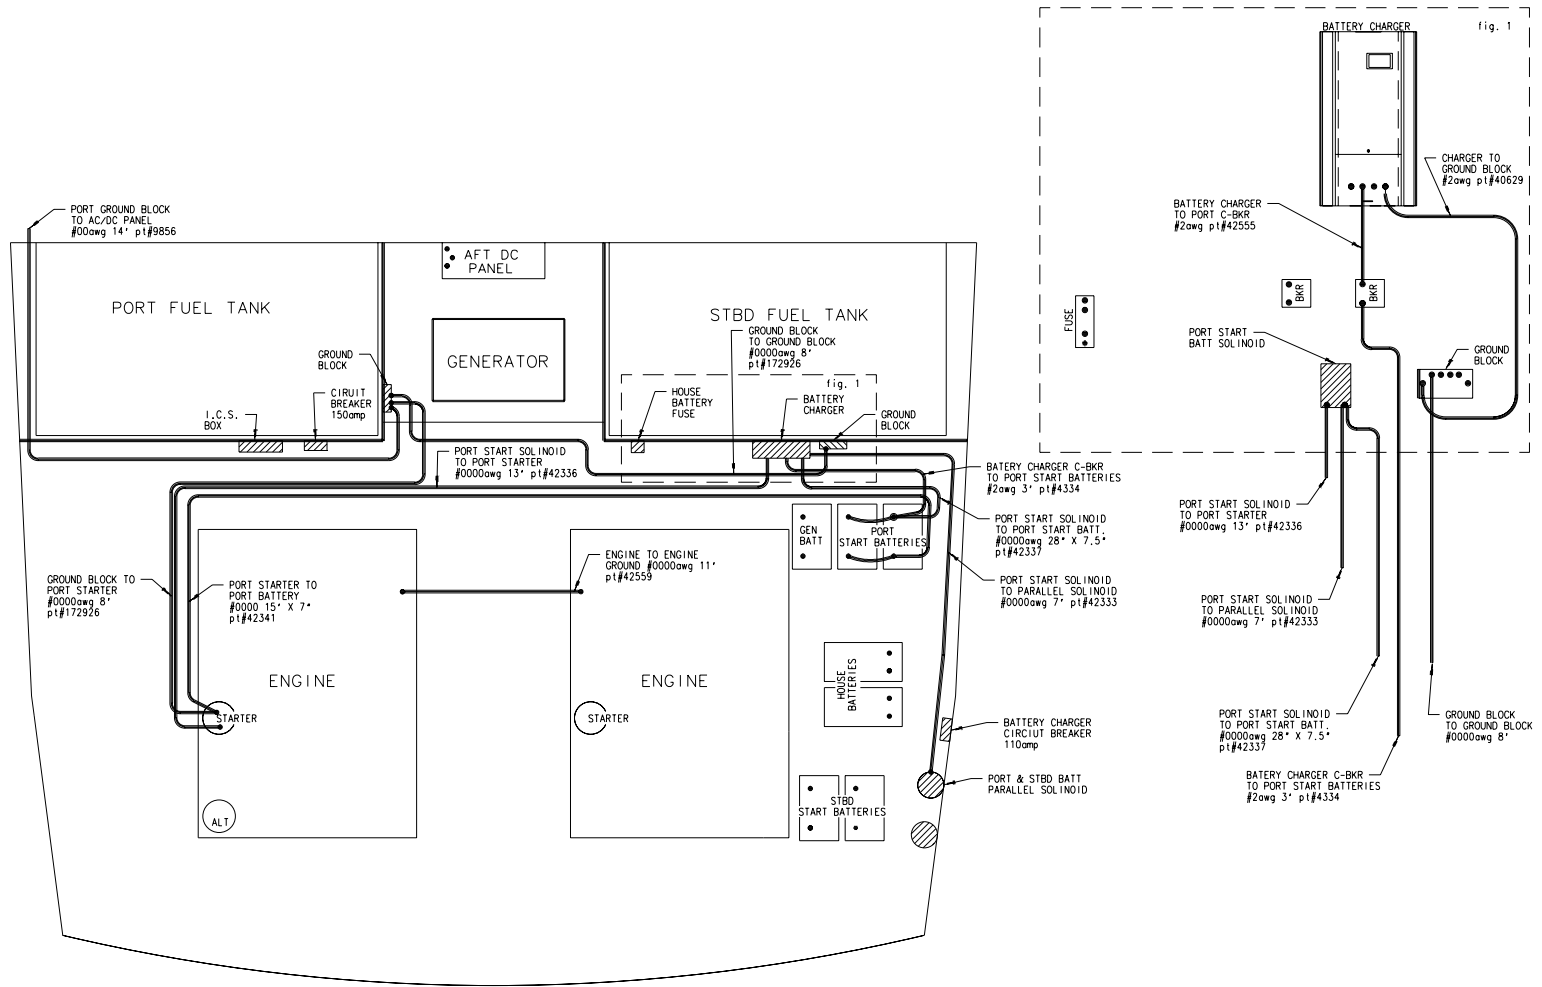 PORT GROUND BLOCK
TO AC/DC PANEL
#00awg 14' pt#9856
PORT FUEL TANK
AFT DC
PANEL
GENERATOR
STBD FUEL TANK
GROUND BLOCK
TO GROUND BLOCK
#0000awg 8'
pt#172926
GROUND
BLOCK
CIRUIT
BREAKER
150amp
I.C.S.
BOX
fig. 1
HOUSE
BATTERY
FUSE
BATTERY
CHARGER
GROUND
BLOCK
PORT START SOLINOID
TO PORT STARTER
#0000awg 13' pt#42336
BATERY CHARGER C-BKR
TO PORT START BATTERIES
#2awg 3' pt#4334
GEN
BATT
PORT
START BATTERIES
PORT START SOLINOID
TO PORT START BATT.
#0000awg 28" X 7.5"
pt#42337
ENGINE TO ENGINE
GROUND #0000awg 11'
pt#42559
GROUND BLOCK TO
PORT STARTER
#0000awg 8'
pt#172926
PORT STARTER TO
PORT BATTERY
#0000 15' X 7"
pt#42341
PORT START SOLINOID
TO PARALLEL SOLINOID
#0000awg 7' pt#42333
ENGINE
ENGINE
HOUSE
BATTERIES
STARTER
STARTER
BATTERY CHARGER
CIRCIUT BREAKER
110amp
PORT & STBD BATT
PARALLEL SOLINOID
STBD
START BATTERIES
ALT
BATTERY CHARGER
fig. 1
CHARGER TO
GROUND BLOCK
#2awg pt#40629
BATTERY CHARGER
TO PORT C-BKR
#2awg pt#42555
BKR
BKR
FUSE
PORT START
BATT SOLINOID
GROUND
BLOCK
PORT START SOLINOID
TO PORT STARTER
#0000awg 13' pt#42336
PORT START SOLINOID
TO PARALLEL SOLINOID
#0000awg 7' pt#42333
PORT START SOLINOID
TO PORT START BATT.
#0000awg 28" X 7.5"
pt#42337
GROUND BLOCK
TO GROUND BLOCK
#0000awg 8'
BATERY CHARGER C-BKR
TO PORT START BATTERIES
#2awg 3' pt#4334